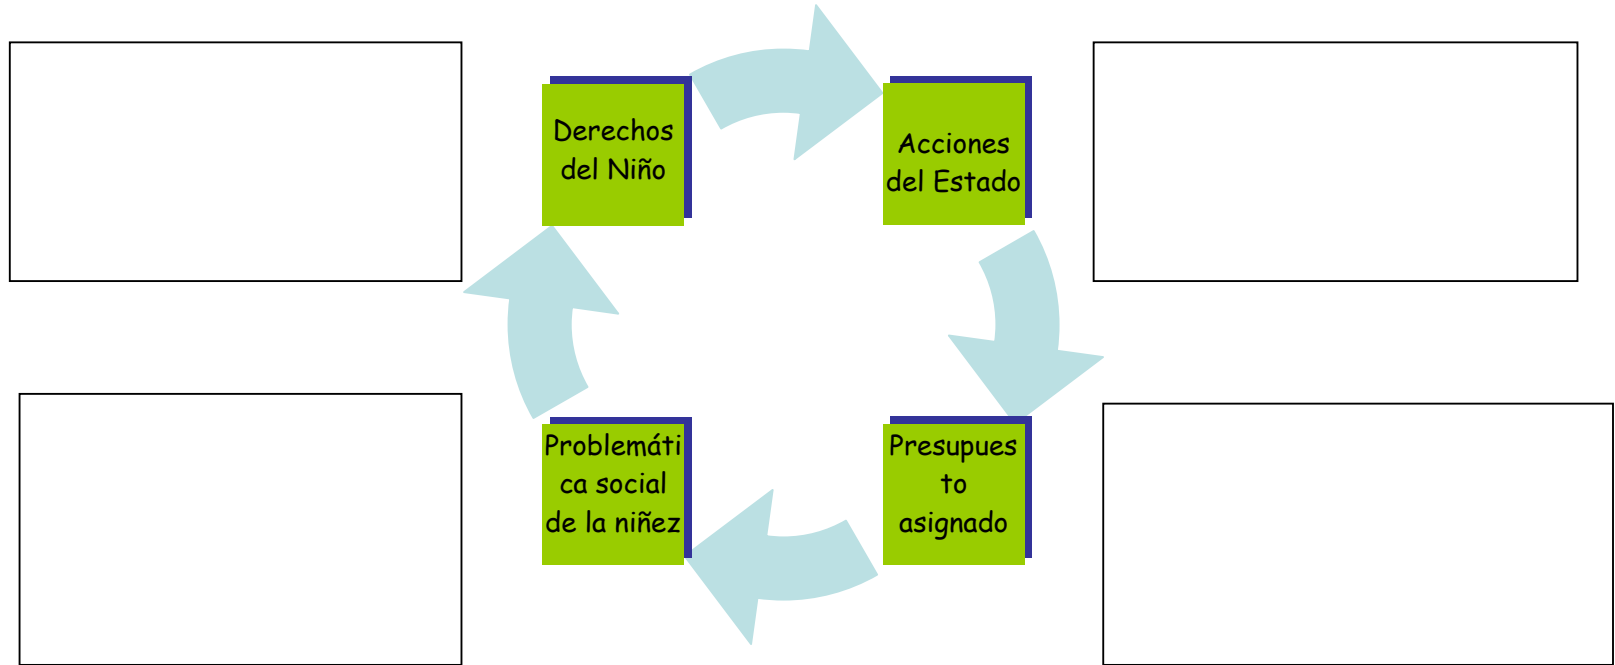 Derechos
del Niño
Acciones
del Estado
Problemáti
ca social
de la niñez
Presupues
to
asignado